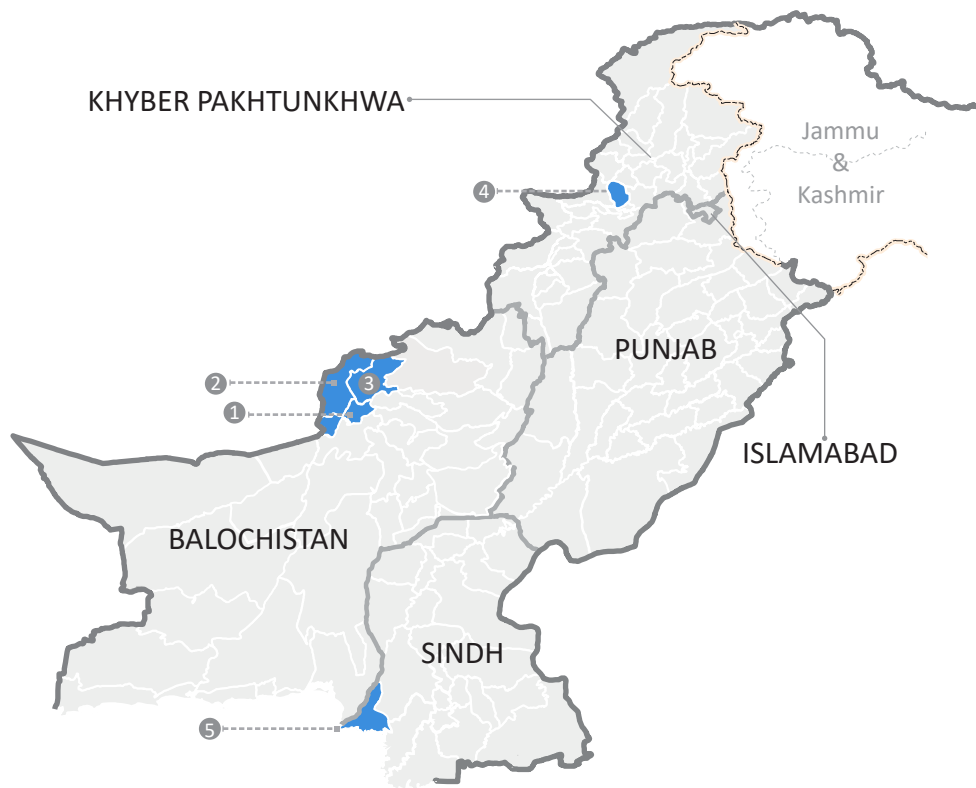 KHYBER PAKHTUNKHWA
Jammu
&
Kashmir
4
PUNJAB
2
3
1
ISLAMABAD
BALOCHISTAN
SINDH
5